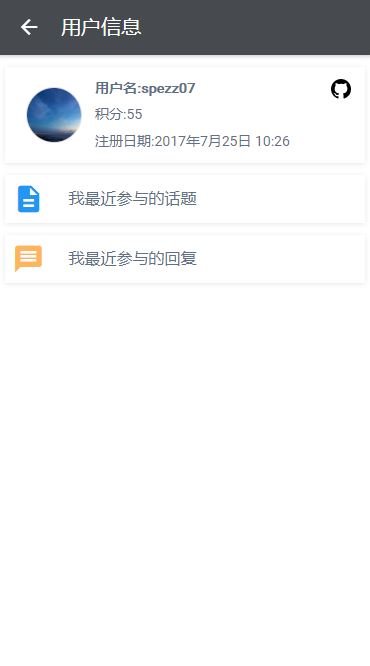 用户信息
用户名:spezz07
积分:55
注册日期:2017年7月25日 10:26
我最近参与的话题
我最近参与的回复